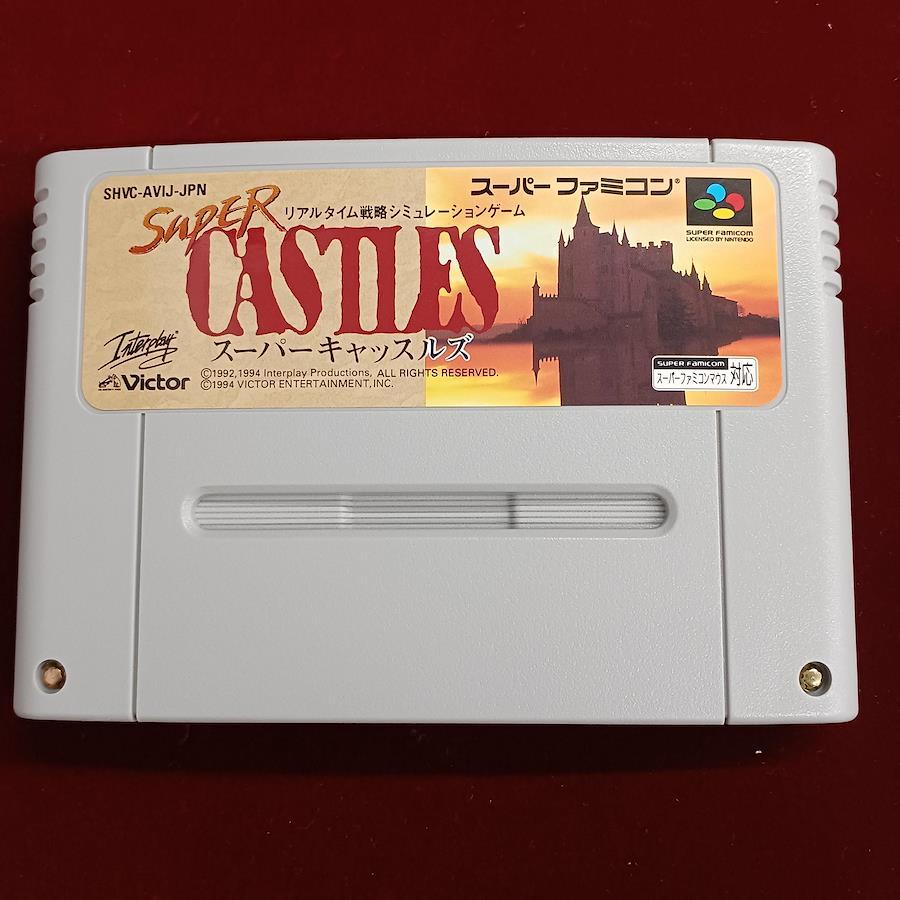 SHVC-AVIJ-JPN
スーパーファミコン®
SUPER
リアルタイム戦略シミュレーションゲーム
CASTLES
スーパーキャッスルズ
SUPER FAMICOM
LICENSED BY NINTENDO
Interplay
Victor
©1992,1994 Interplay Productions, ALL RIGHTS RESERVED.
©1994 VICTOR ENTERTAINMENT, INC.
SUPER FAMICOM
スーパーファミコンマウス 対応